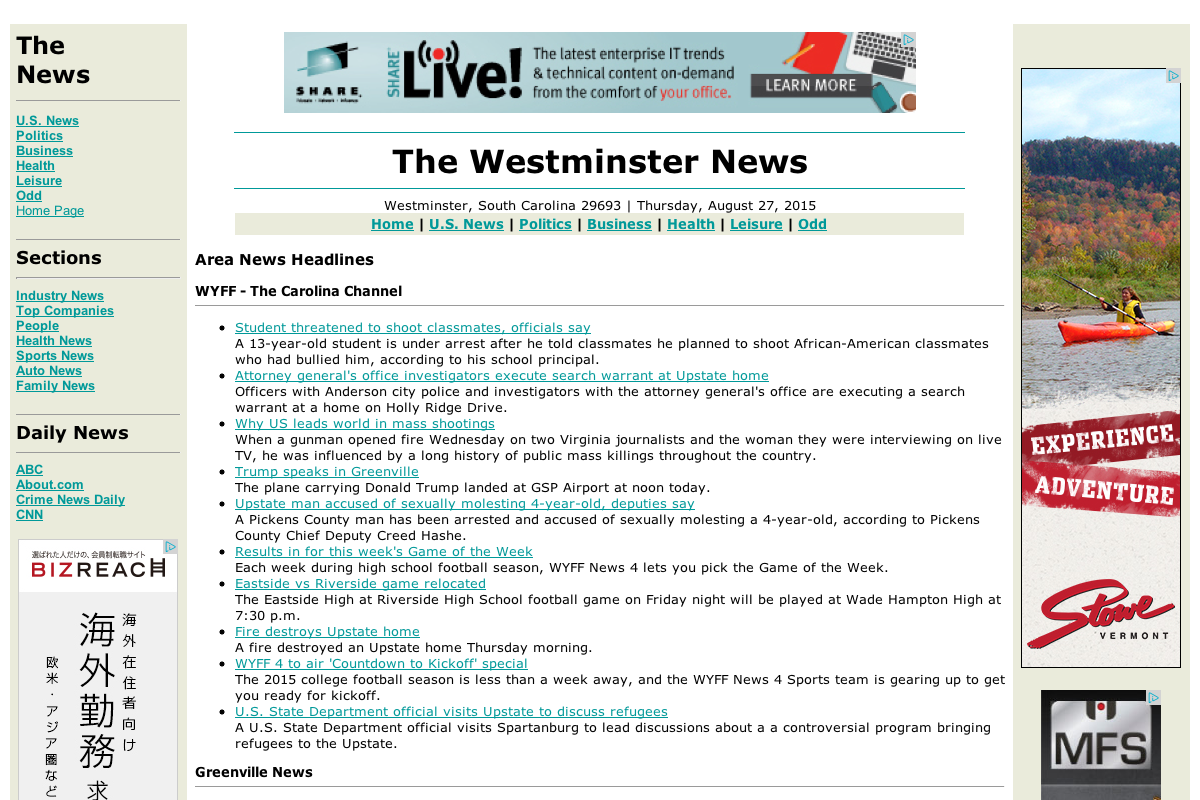 The
News
U.S. News
Politics
Business
Health
Leisure
Odd
Home Page
Sections
Industry News
Top Companies
People
Health News
Sports News
Auto News
Family News
Daily News
ABC
About.com
Crime News Daily
CNN
選ばれた人だけの、会員制転職サイト
BIZREACH
海外在住者向け
海外勤務 求
欧米・アジア圏など
SHARE
SHARE Live!
The latest enterprise IT trends
& technical content on-demand
from the comfort of your office.
LEARN MORE
The Westminster News
Westminster, South Carolina 29693 | Thursday, August 27, 2015
Home | U.S. News | Politics | Business | Health | Leisure | Odd
Area News Headlines
WYFF - The Carolina Channel
Student threatened to shoot classmates, officials say
A 13-year-old student is under arrest after he told classmates he planned to shoot African-American classmates
who had bullied him, according to his school principal.
Attorney general's office investigators execute search warrant at Upstate home
Officers with Anderson city police and investigators with the attorney general's office are executing a search
warrant at a home on Holly Ridge Drive.
Why US leads world in mass shootings
When a gunman opened fire Wednesday on two Virginia journalists and the woman they were interviewing on live
TV, he was influenced by a long history of public mass killings throughout the country.
Trump speaks in Greenville
The plane carrying Donald Trump landed at GSP Airport at noon today.
Upstate man accused of sexually molesting 4-year-old, deputies say
A Pickens County man has been arrested and accused of sexually molesting a 4-year-old, according to Pickens
County Chief Deputy Creed Hashe.
Results in for this week's Game of the Week
Each week during high school football season, WYFF News 4 lets you pick the Game of the Week.
Eastside vs Riverside game relocated
The Eastside High at Riverside High School football game on Friday night will be played at Wade Hampton High at
7:30 p.m.
Fire destroys Upstate home
A fire destroyed an Upstate home Thursday morning.
WYFF 4 to air 'Countdown to Kickoff' special
The 2015 college football season is less than a week away, and the WYFF News 4 Sports team is gearing up to get
you ready for kickoff.
U.S. State Department official visits Upstate to discuss refugees
A U.S. State Department official visits Spartanburg to lead discussions about a a controversial program bringing
refugees to the Upstate.
Greenville News
EXPERIENCE
ADVENTURE
Stowe
VERMONT
MFS